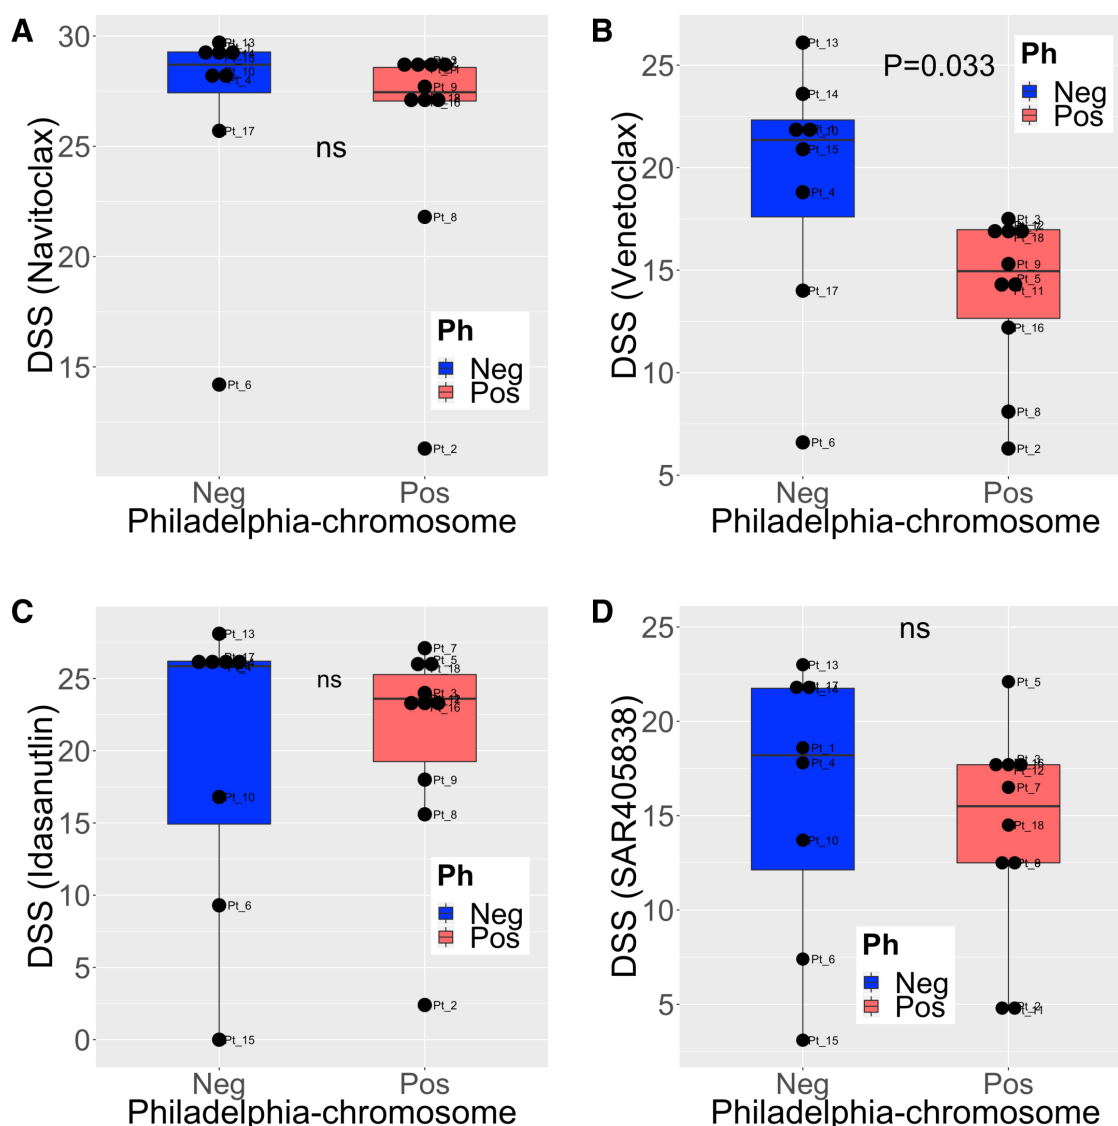 A
30
25
20
15
DSS (Navitoclax)
Pt_13
Pt_10
Pt_4
Pt_17
Pt_6
Pt_9
Pt_8
Pt_2
ns
Ph
Neg
Pos
Neg
Pos
Philadelphia-chromosome
B
25
20
15
10
5
DSS (Venetoclax)
P=0.033
Ph
Neg
Pos
Pt_13
Pt_14
Pt_10
Pt_15
Pt_4
Pt_17
Pt_6
Pt_3
Pt_12
Pt_18
Pt_9
Pt_5
Pt_11
Pt_16
Pt_8
Pt_2
Neg
Pos
Philadelphia-chromosome
C
25
20
15
10
5
0
DSS (Idasanutlin)
Pt_13
Pt_17
Pt_10
Pt_6
Pt_15
ns
Pt_7
Pt_5
Pt_18
Pt_3
Pt_16
Pt_9
Pt_8
Pt_2
Ph
Neg
Pos
Neg
Pos
Philadelphia-chromosome
D
25
20
15
10
5
DSS (SAR405838)
ns
Pt_13
Pt_17
Pt_14
Pt_1
Pt_4
Pt_10
Pt_6
Pt_15
Pt_5
Pt_3
Pt_16
Pt_12
Pt_7
Pt_18
Pt_2
Pt_11
Ph
Neg
Pos
Neg
Pos
Philadelphia-chromosome